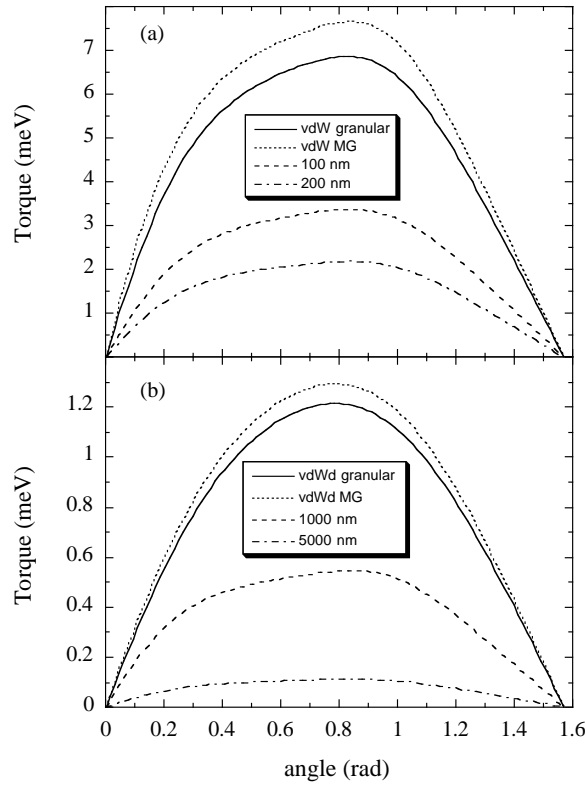 (a)
7
6
5
4
3
2
1
Torque (meV)
vdW granular
vdW MG
100 nm
200 nm
(b)
1.2
1
0.8
0.6
0.4
0.2
0
Torque (meV)
vdWd granular
vdWd MG
1000 nm
5000 nm
0 0.2 0.4 0.6 0.8 1 1.2 1.4 1.6
angle (rad)